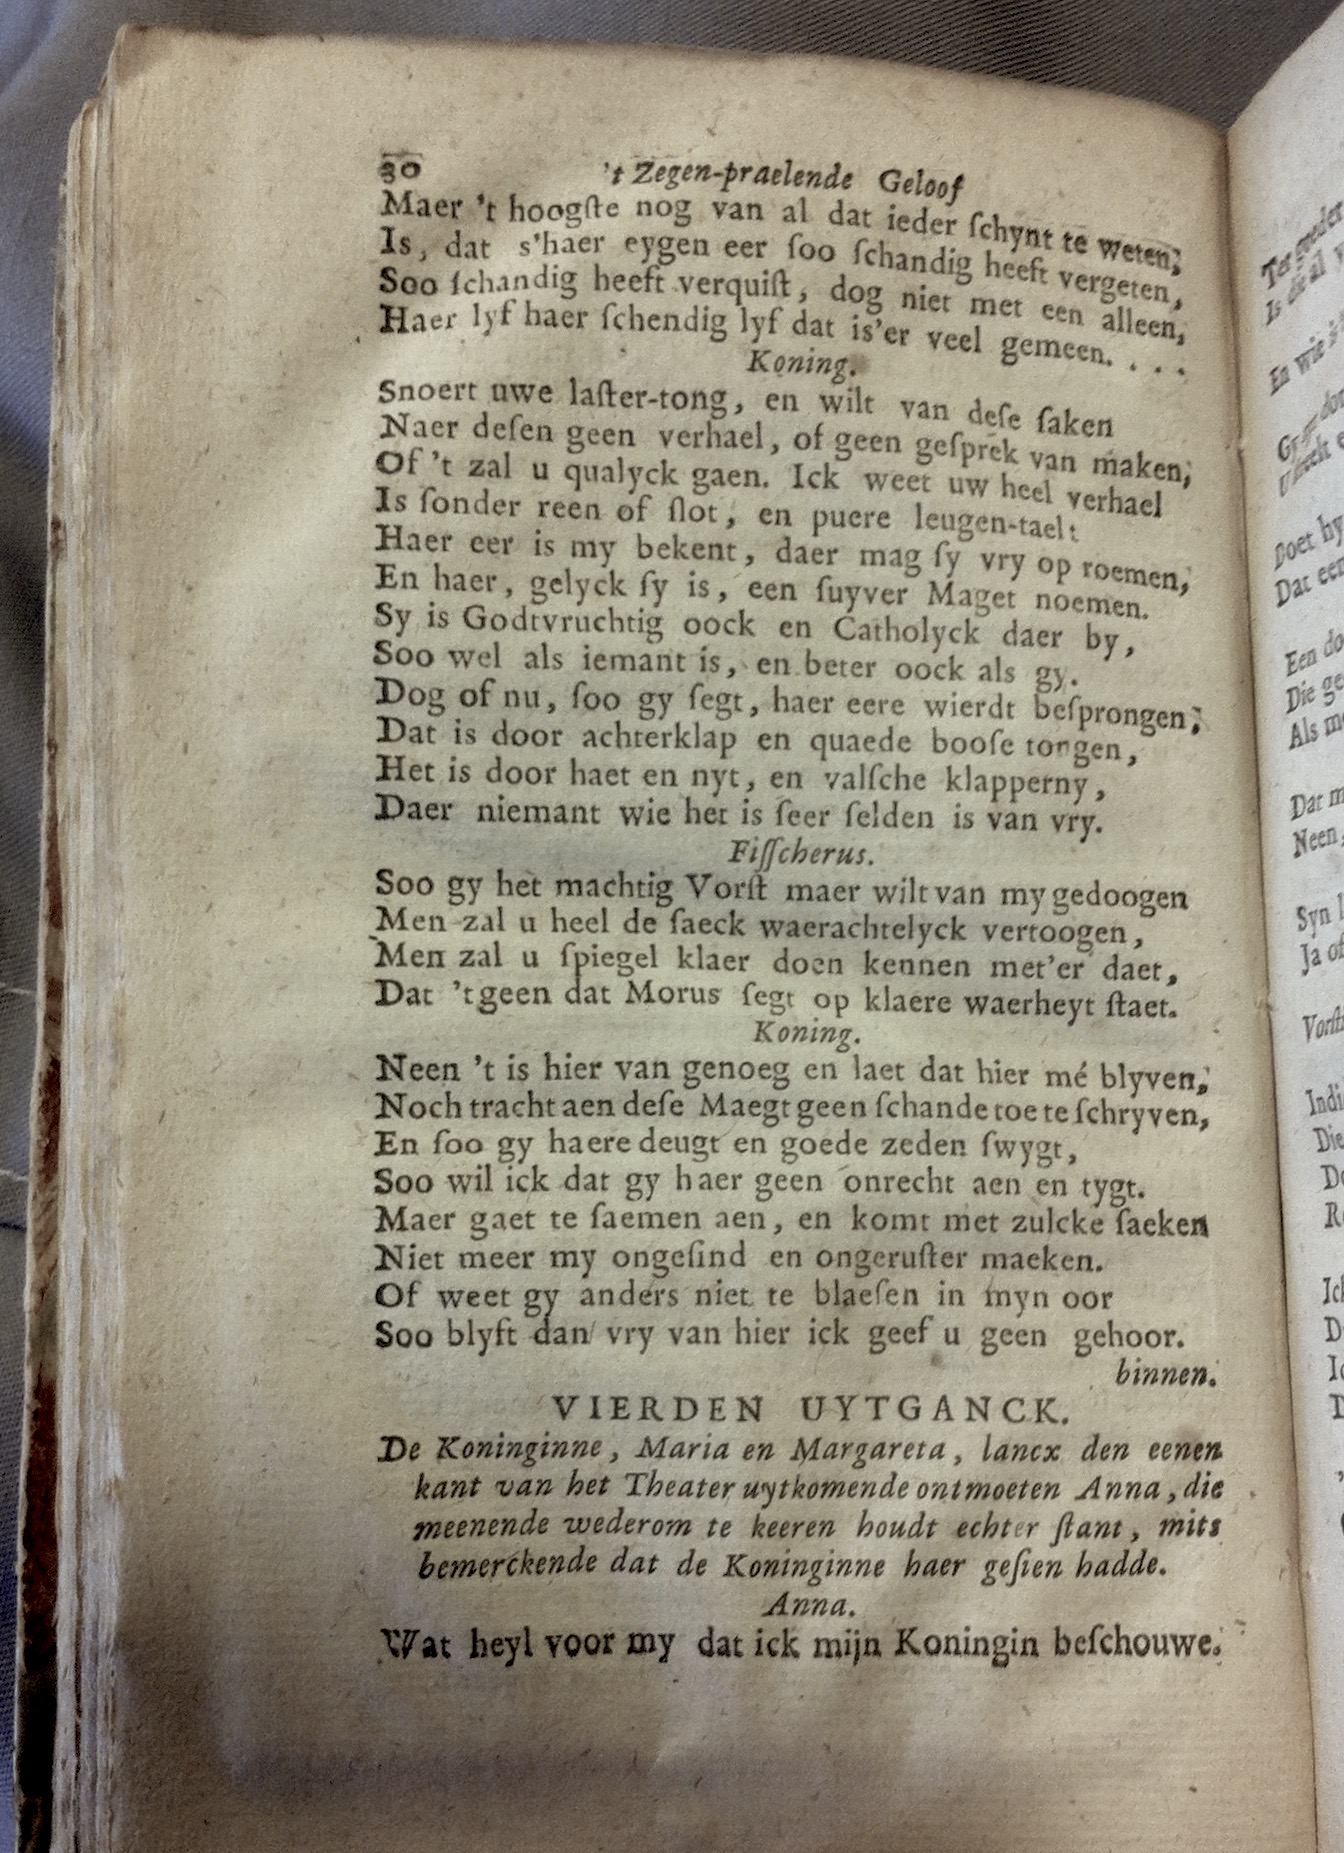 30 't Zegen-praelende Geloof
Maer 't hoogſte nog van al dat ieder ſchynt te weten;
Is, dat s'haer eygen eer ſoo ſchandig heeft vergeten,
Soo ſchandig heeft verquiſt, dog niet met een alleen,
Haer lyf haer ſchendig lyf dat is'er veel gemeen. . . .
Koning.
Snoert uwe laſter-tong, en wilt van deſe ſaken
Naer deſen geen verhael, of geen geſprek van maken,
Of 't zal u qualyck gaen. Ick weet uw heel verhael
Is ſonder reen of ſlot, en puere leugen-tael:
Haer eer is my bekent, daer mag ſy vry op roemen,
En haer, gelyck ſy is, een ſuyver Maget noemen.
Sy is Godtvruchtig oock en Catholyck daer by,
Soo wel als iemant is, en beter oock als gy.
Dog of nu, ſoo gy ſegt, haer eere wierdt beſprongen;
Dat is door achterklap en quaede booſe tongen,
Het is door haet en nyt, en valſche klapperny,
Daer niemant wie het is ſeer ſelden is van vry.
Fiſſcherus.
Soo gy het machtig Vorſt maer wilt van my gedoogen
Men zal u heel de ſaeck waerachtelyck vertoogen,
Men zal u ſpiegel klaer doen kennen met'er daet,
Dat 't geen dat Morus ſegt op klaere waerheyt ſtaet.
Koning.
Neen 't is hier van genoeg en laet dat hier mé blyven,
Noch tracht aen deſe Maegt geen ſchande toe te ſchryven,
En ſoo gy haere deugt en goede zeden ſwygt,
Soo wil ick dat gy haer geen onrecht aen en tygt.
Maer gaet te ſaemen aen, en komt met zulcke ſaeken
Niet meer my ongeſind en ongeruſter maeken.
Of weet gy anders niet te blaeſen in myn oor
Soo blyft dan vry van hier ick geef u geen gehoor.
binnen.
VIERDEN UYTGANCK.
De Koninginne, Maria en Margareta, lancx den eenen
kant van het Theater uytkomende ontmoeten Anna, die
meenende wederom te keeren houdt echter ſtant, mits
bemerckende dat de Koninginne haer geſien hadde.
Anna.
Wat heyl voor my dat ick mijn Koningin beſchouwe.